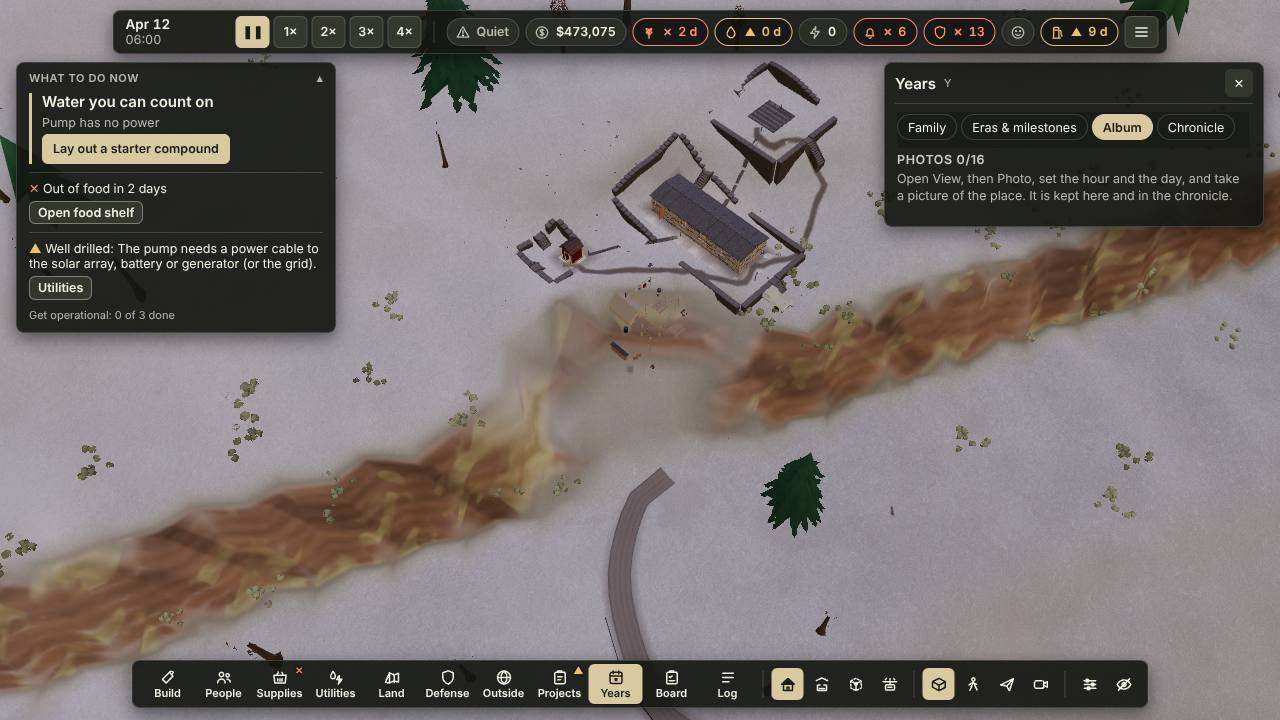 Apr 12
06:00
1×
2×
3×
4×
Quiet
$473,075
× 2 d
0 d
0
× 6
× 13
9 d
WHAT TO DO NOW
Water you can count on
Pump has no power
Lay out a starter compound
× Out of food in 2 days
Open food shelf
Well drilled: The pump needs a power cable to
the solar array, battery or generator (or the grid).
Utilities
Get operational: 0 of 3 done
Years Y
Family
Eras & milestones
Album
Chronicle
PHOTOS 0/16
Open View, then Photo, set the hour and the day, and take
a picture of the place. It is kept here and in the chronicle.
Build
People
Supplies
Utilities
Land
Defense
Outside
Projects
Years
Board
Log